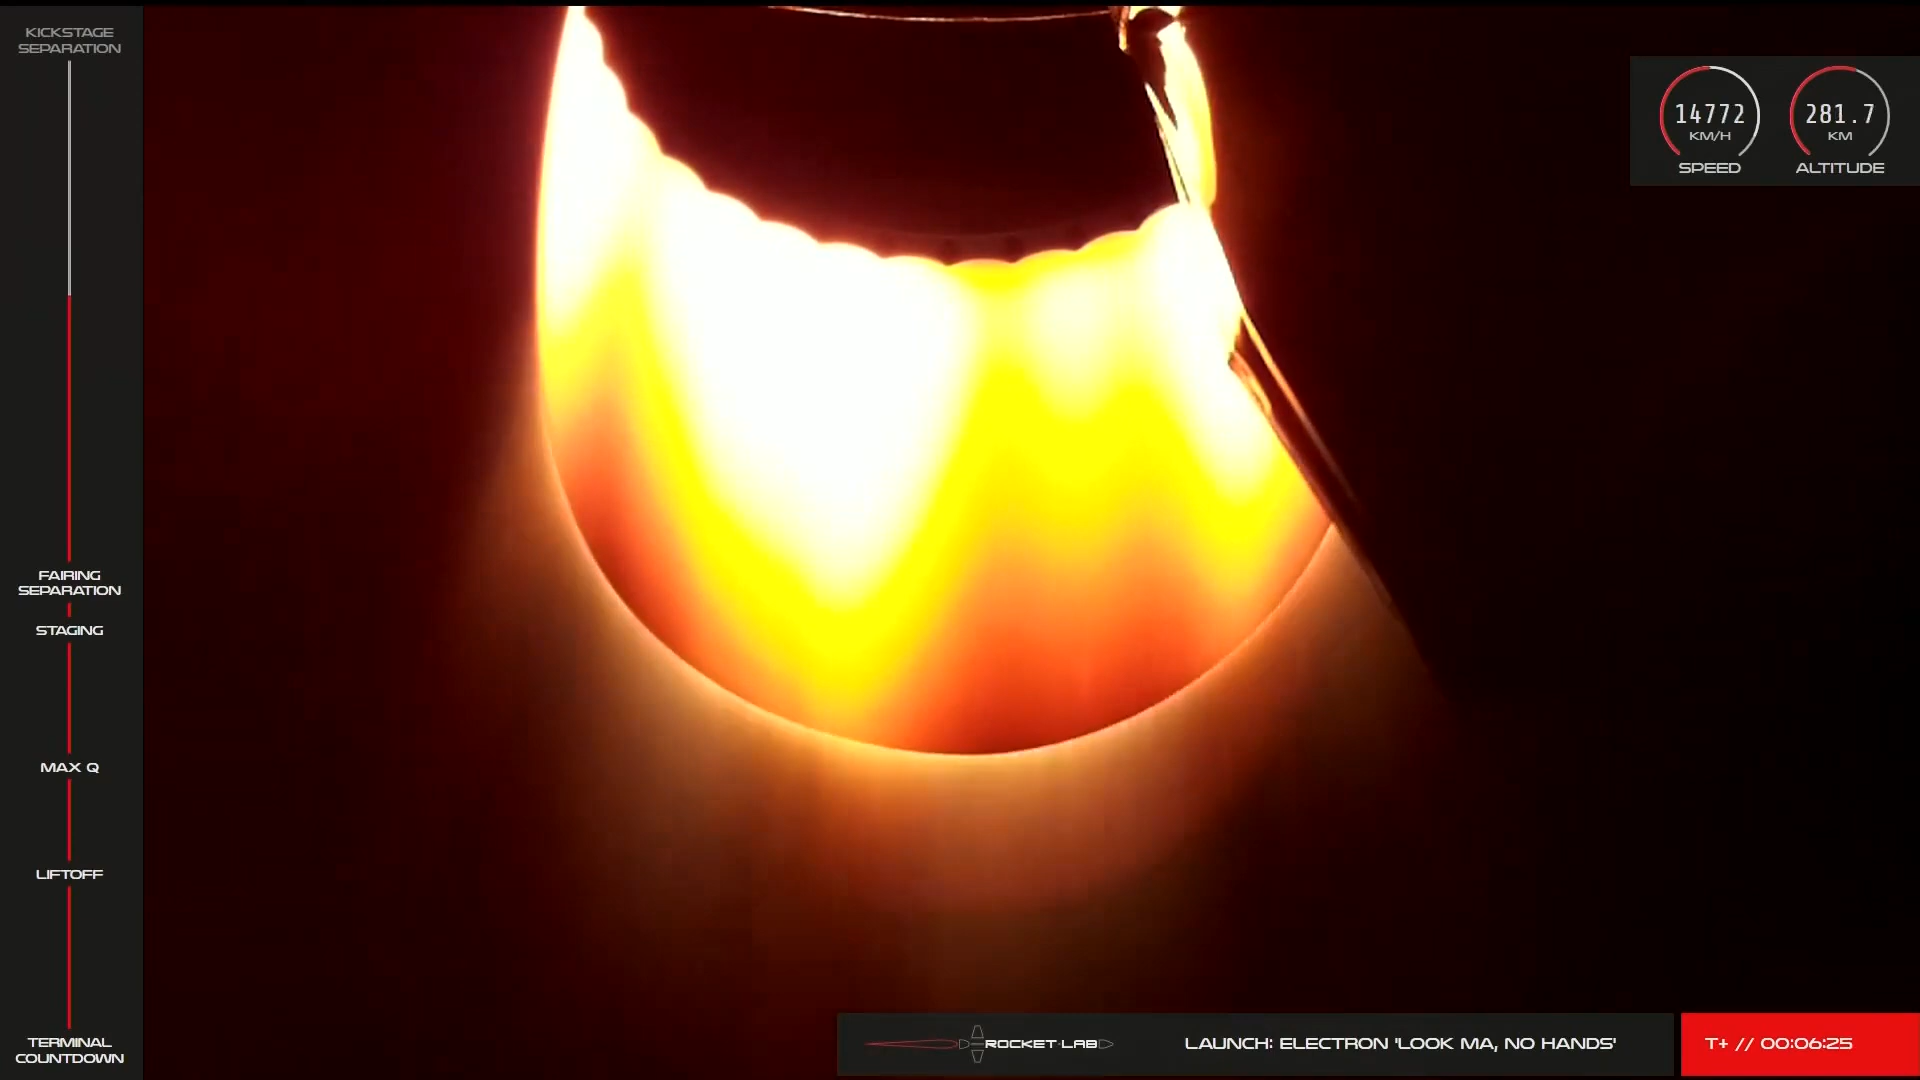 KICKSTAGE
SEPARATION
FAIRING
SEPARATION
STAGING
MAX Q
LIFTOFF
TERMINAL
COUNTDOWN
14772
KM/H
SPEED
281.7
KM
ALTITUDE
ROCKET LAB
LAUNCH: ELECTRON 'LOOK MA, NO HANDS'
T+ // 00:06:25